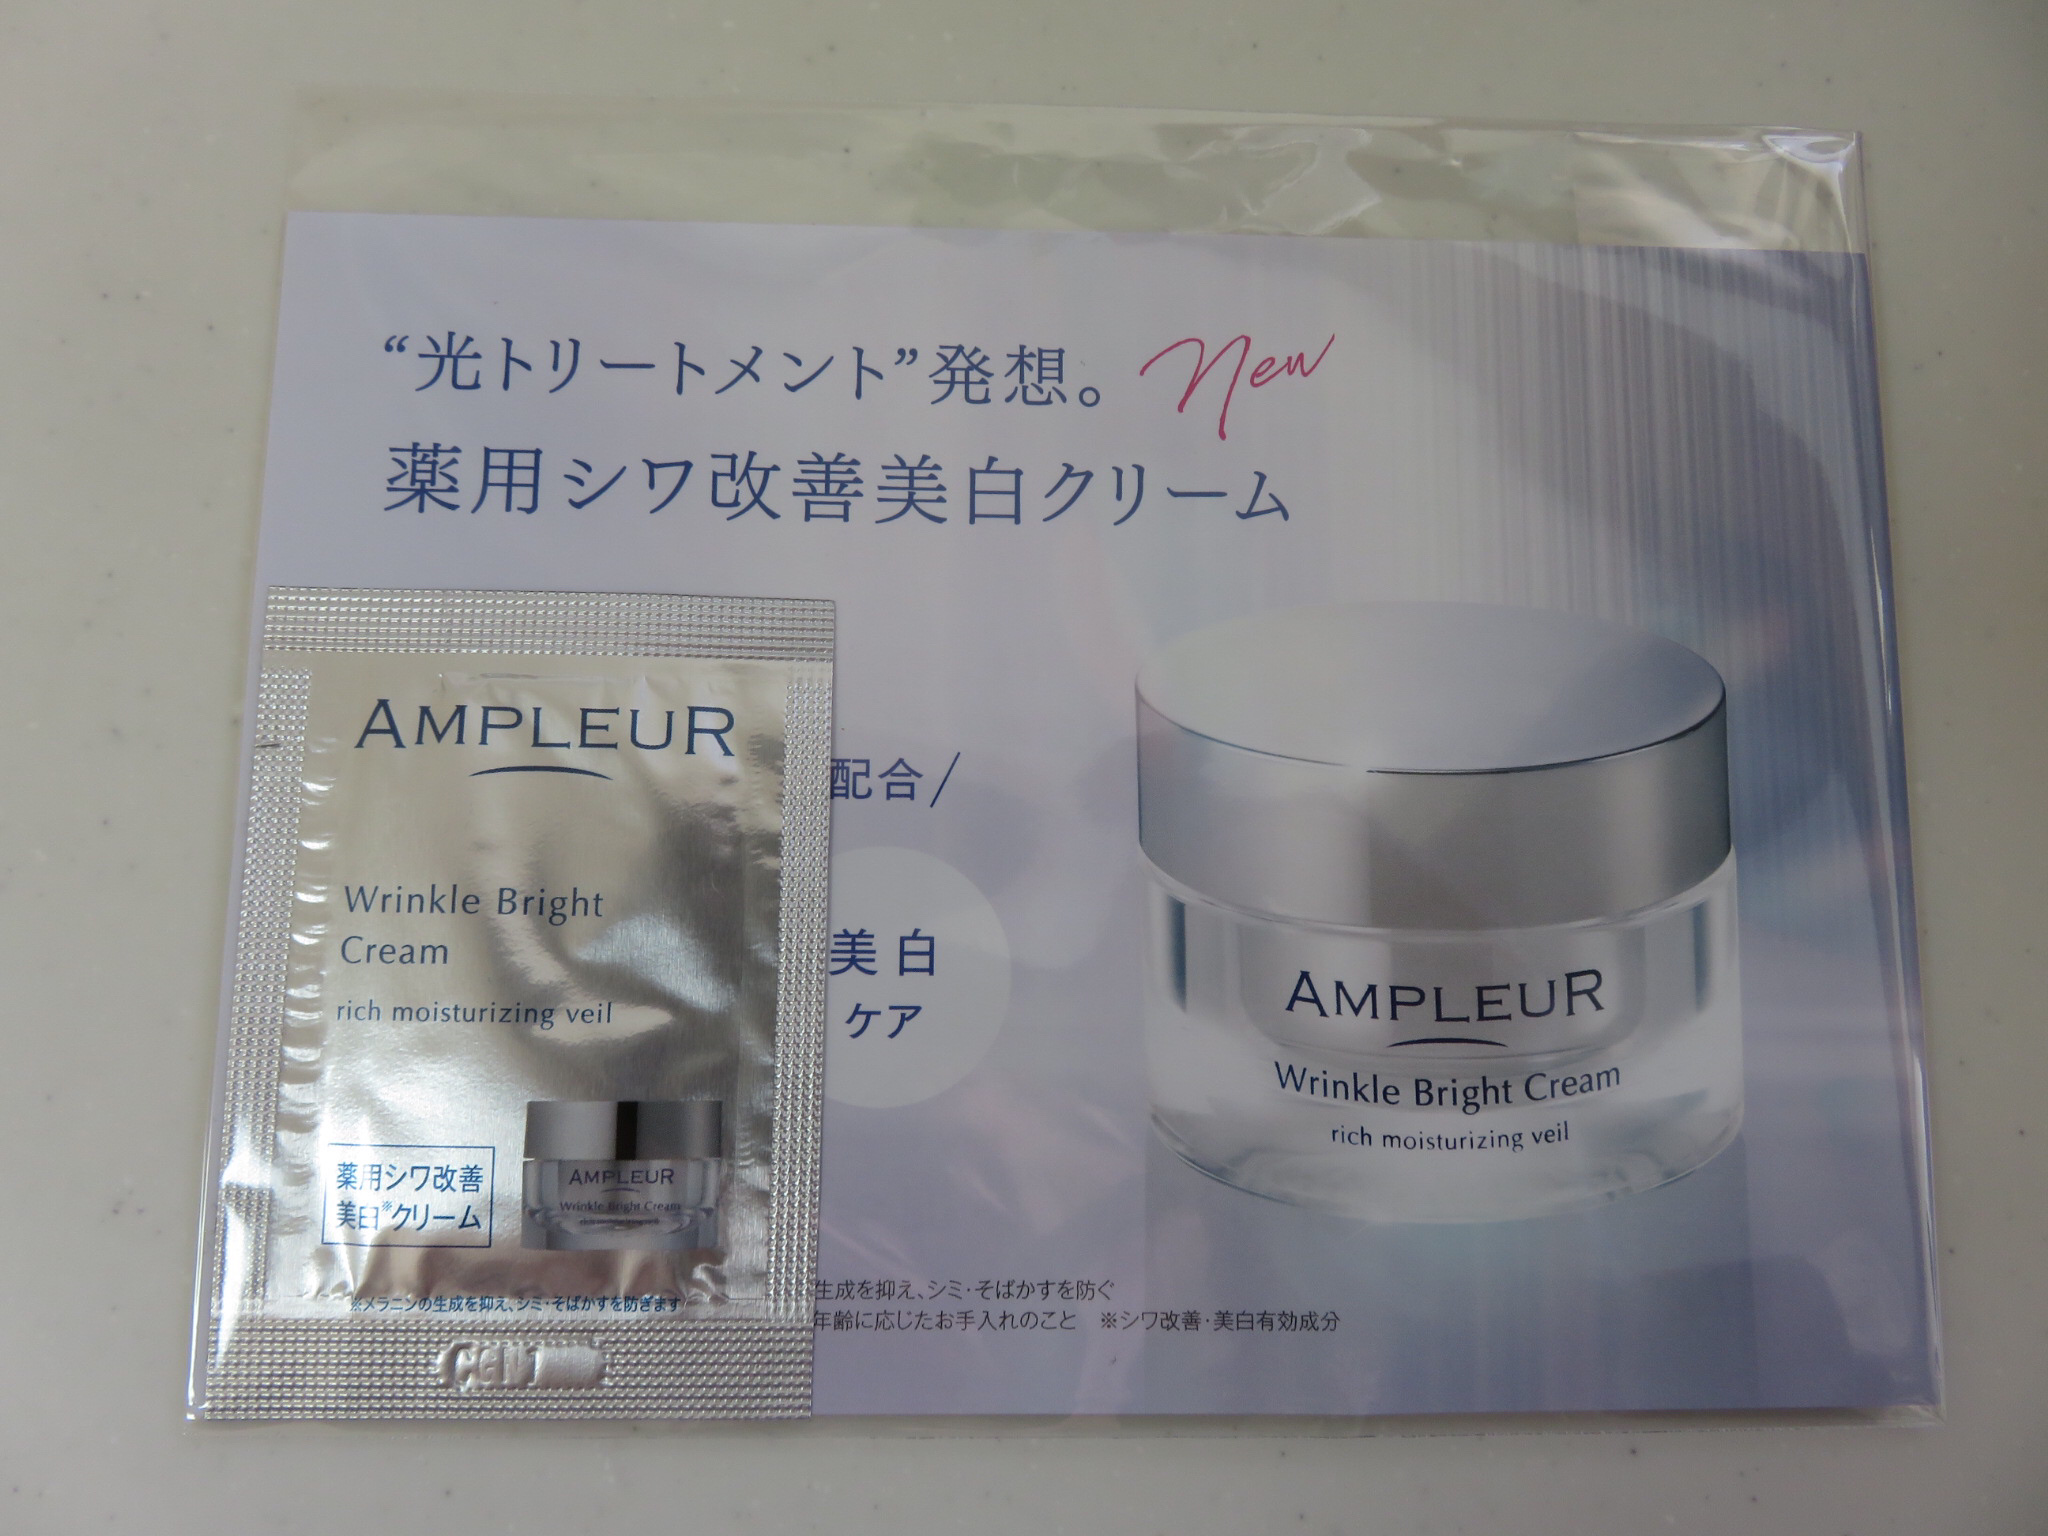 “光トリートメント”発想。 New
薬用シワ改善美白クリーム
AMPLEUR
Wrinkle Bright
Cream
rich moisturizing veil
薬用シワ改善
美白※クリーム
AMPLEUR
Wrinkle Bright Cream
rich moisturizing veil
※メラニンの生成を抑え、シミ・そばかすを防ぎます
配合/
美白
ケア
AMPLEUR
Wrinkle Bright Cream
rich moisturizing veil
生成を抑え、シミ・そばかすを防ぐ
年齢に応じたお手入れのこと ※シワ改善・美白有効成分